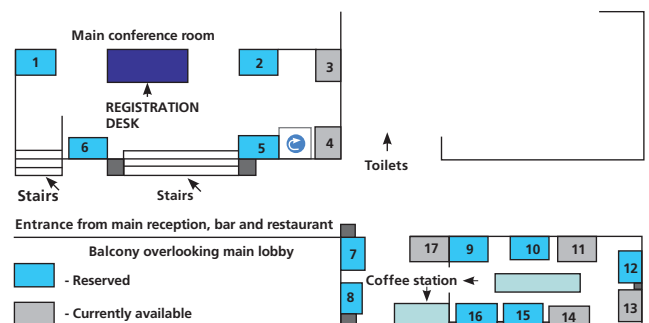 Main conference room
1
2
3
REGISTRATION
DESK
6
5
4
Toilets
Stairs
Stairs
Entrance from main reception, bar and restaurant
Balcony overlooking main lobby
7
17
9
10
11
12
- Reserved
Coffee station
8
13
- Currently available
16
15
14